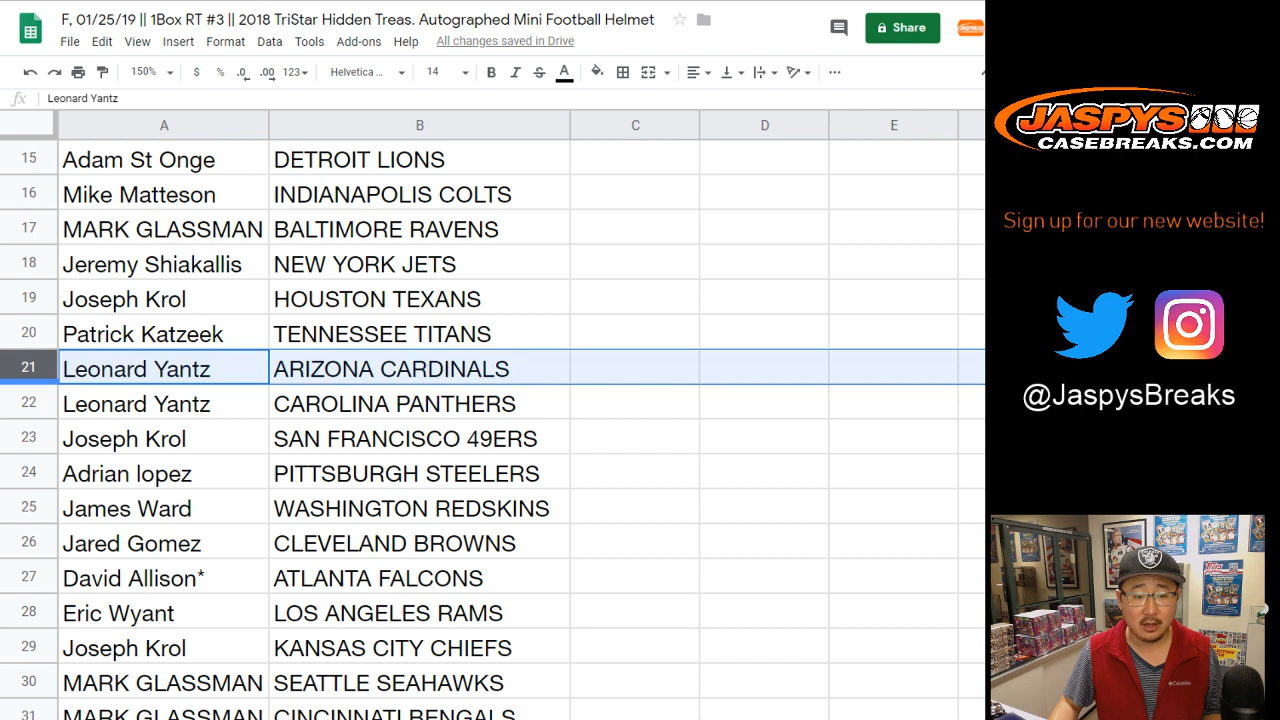 F, 01/25/19 || 1Box RT #3 || 2018 TriStar Hidden Treas. Autographed Mini Football Helmet
File Edit View Insert Format Data Tools Add-ons Help All changes saved in Drive
Share
150% $ % .0 .00 123 Helvetica ... 14 B I S A
fx Leonard Yantz
A B C D E
15 Adam St Onge DETROIT LIONS
16 Mike Matteson INDIANAPOLIS COLTS
17 MARK GLASSMAN BALTIMORE RAVENS
18 Jeremy Shiakallis NEW YORK JETS
19 Joseph Krol HOUSTON TEXANS
20 Patrick Katzeek TENNESSEE TITANS
21 Leonard Yantz ARIZONA CARDINALS
22 Leonard Yantz CAROLINA PANTHERS
23 Joseph Krol SAN FRANCISCO 49ERS
24 Adrian lopez PITTSBURGH STEELERS
25 James Ward WASHINGTON REDSKINS
26 Jared Gomez CLEVELAND BROWNS
27 David Allison* ATLANTA FALCONS
28 Eric Wyant LOS ANGELES RAMS
29 Joseph Krol KANSAS CITY CHIEFS
30 MARK GLASSMAN SEATTLE SEAHAWKS
31 MARK GLASSMAN CINCINNATI BENGALS
JASPYS
CASEBREAKS.COM
Sign up for our new website!
@JaspysBreaks
Topps
Columbia